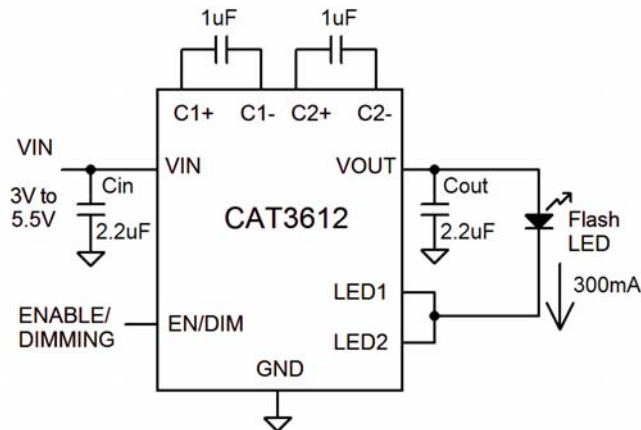 1uF
1uF
C1+
C1-
C2+
C2-
VIN
VIN
VOUT
Cin
Cout
3V to
5.5V
2.2uF
CAT3612
2.2uF
Flash
LED
LED1
300mA
ENABLE/
DIMMING
EN/DIM
LED2
GND